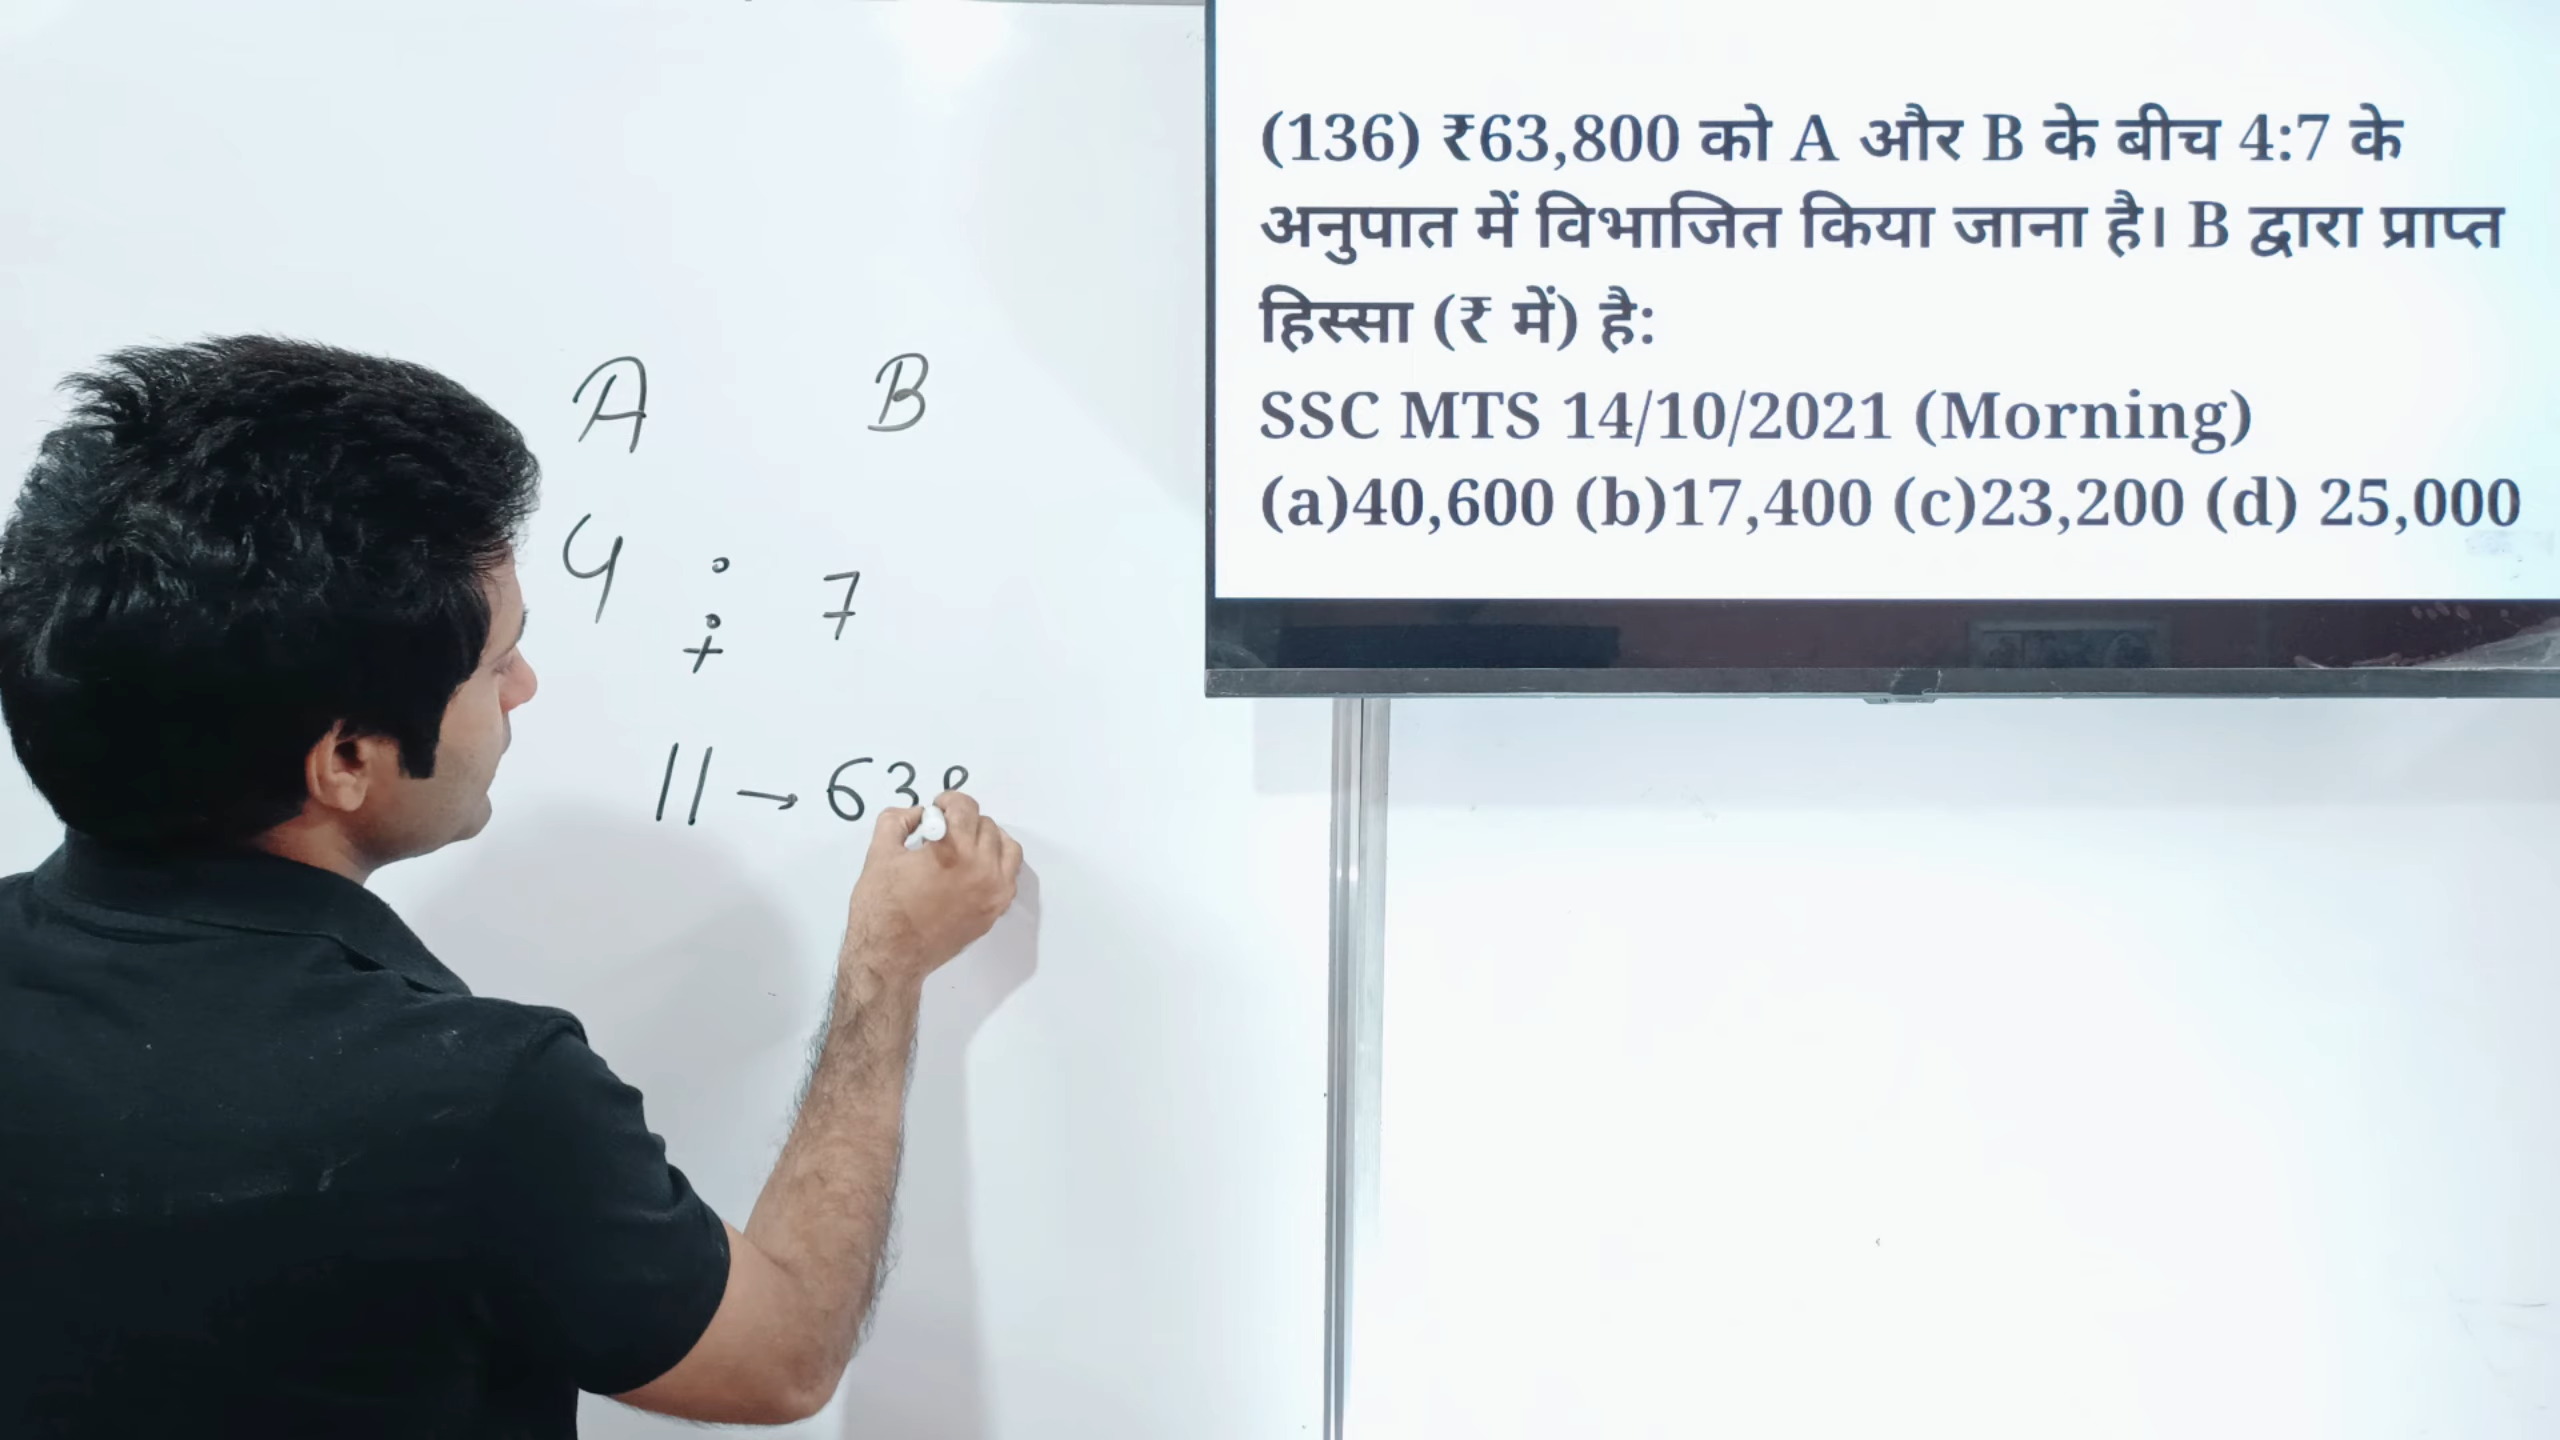 (136) ₹63,800 को A और B के बीच 4:7 के
अनुपात में विभाजित किया जाना है। B द्वारा प्राप्त
हिस्सा (₹ में) है:
SSC MTS 14/10/2021 (Morning)
(a)40,600 (b)17,400 (c)23,200 (d) 25,000
A B
4 : 7
+
11 → 638